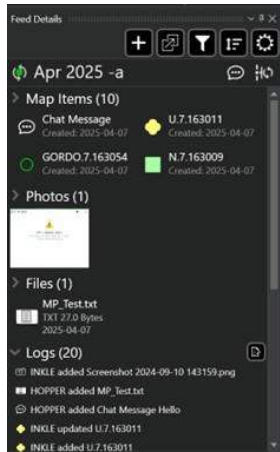 Feed Details
Apr 2025 -a
Map Items (10)
Chat Message
Created: 2025-04-07
U.7.163011
Created: 2025-04-07
GORDO.7.163054
Created: 2025-04-07
N.7.163009
Created: 2025-04-07
Photos (1)
Files (1)
MP_Test.txt
TXT 27.0 Bytes
2025-04-07
Logs (20)
INKLE added Screenshot 2024-09-10 143159.png
HOPPER added MP_Test.txt
HOPPER added Chat Message Hello
INKLE updated U.7.163011
INKLE added U.7.163011